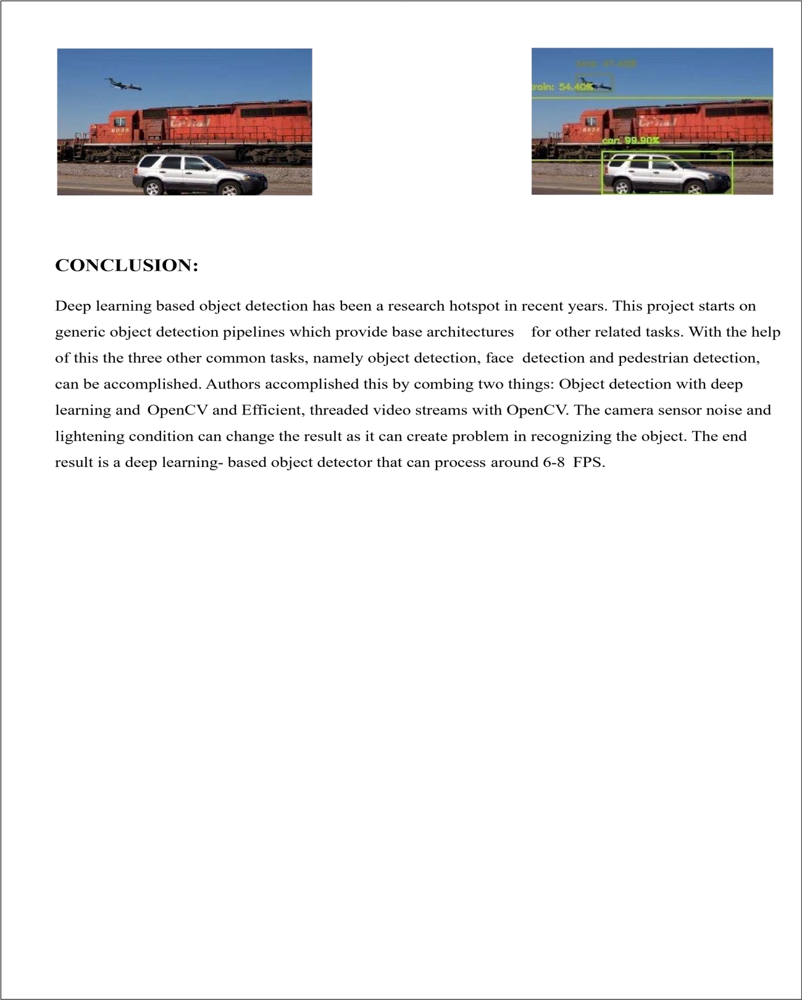 6036
CP Rail
bird: 47.48%
train: 54.40%
6036
CP Rail
car: 99.90%
CONCLUSION:
Deep learning based object detection has been a research hotspot in recent years. This project starts on
generic object detection pipelines which provide base architectures for other related tasks. With the help
of this the three other common tasks, namely object detection, face detection and pedestrian detection,
can be accomplished. Authors accomplished this by combing two things: Object detection with deep
learning and OpenCV and Efficient, threaded video streams with OpenCV. The camera sensor noise and
lightening condition can change the result as it can create problem in recognizing the object. The end
result is a deep learning- based object detector that can process around 6-8 FPS.